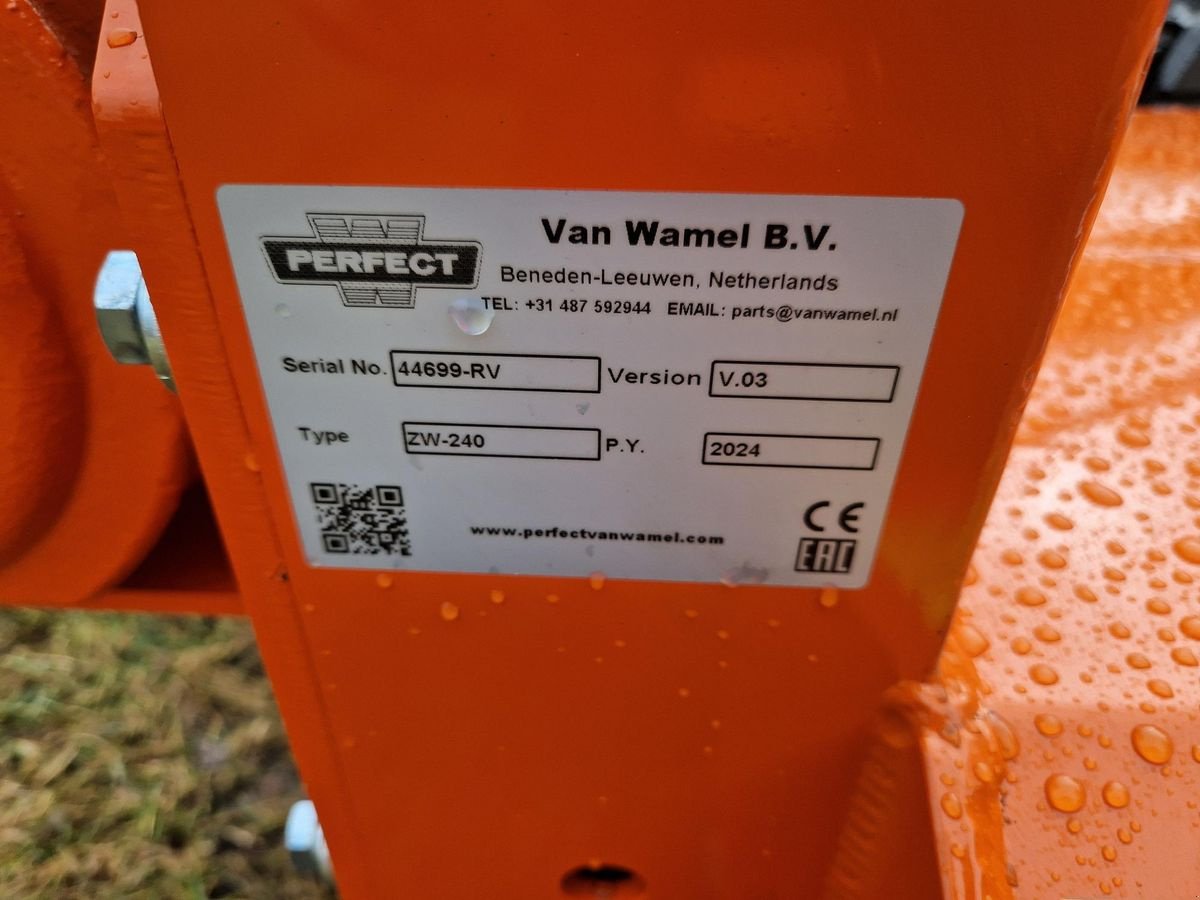 PERFECT
Van Wamel B.V.
Beneden-Leeuwen, Netherlands
TEL: +31 487 592944 EMAIL: parts@vanwamel.nl
Serial No. 44699-RV Version V.03
Type ZW-240 P.Y. 2024
www.perfectvanwamel.com
CE
EAC